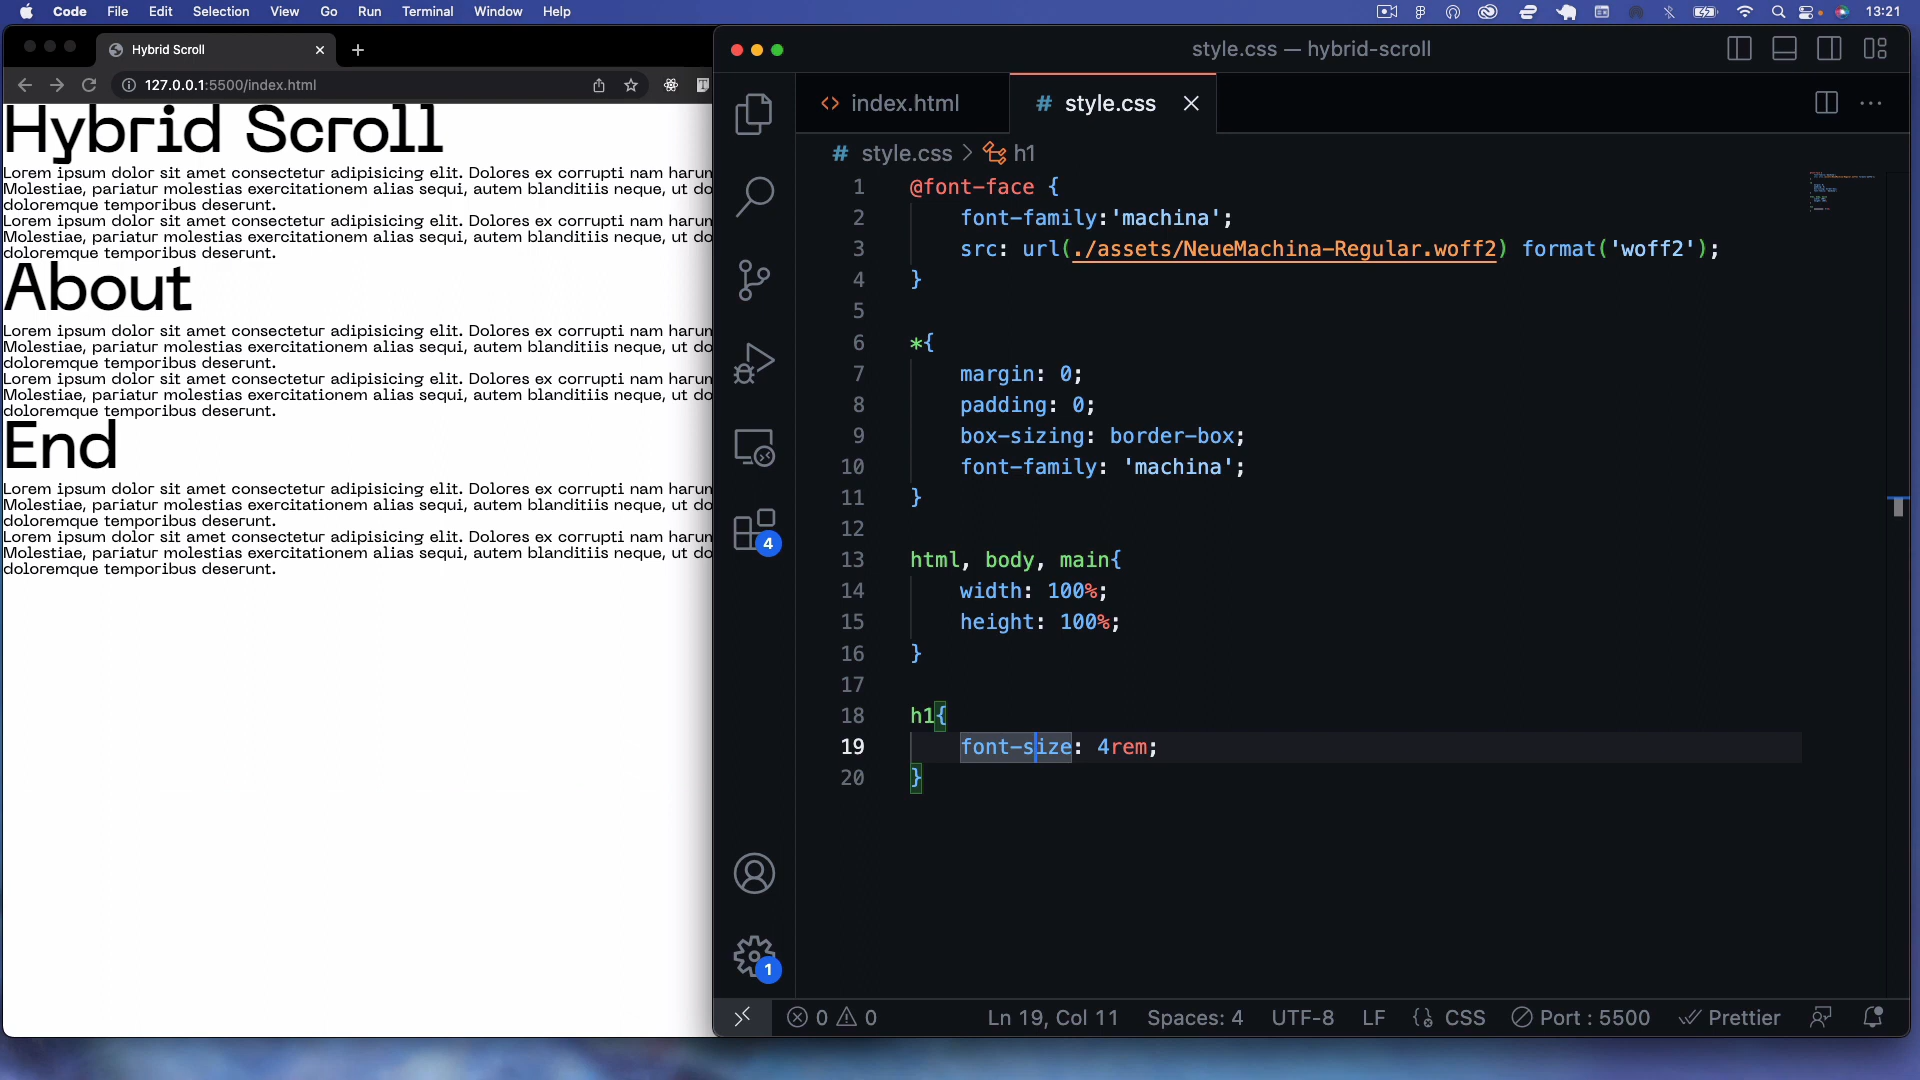 Code File Edit Selection View Go Run Terminal Window Help 13:21
Hybrid Scroll
127.0.0.1:5500/index.html
Hybrid Scroll
Lorem ipsum dolor sit amet consectetur adipisicing elit. Dolores ex corrupti nam harum
Molestiae, pariatur molestias exercitationem alias sequi, autem blanditiis neque, ut do
doloremque temporibus deserunt.
Lorem ipsum dolor sit amet consectetur adipisicing elit. Dolores ex corrupti nam harum
Molestiae, pariatur molestias exercitationem alias sequi, autem blanditiis neque, ut do
doloremque temporibus deserunt.
About
Lorem ipsum dolor sit amet consectetur adipisicing elit. Dolores ex corrupti nam harum
Molestiae, pariatur molestias exercitationem alias sequi, autem blanditiis neque, ut do
doloremque temporibus deserunt.
Lorem ipsum dolor sit amet consectetur adipisicing elit. Dolores ex corrupti nam harum
Molestiae, pariatur molestias exercitationem alias sequi, autem blanditiis neque, ut do
doloremque temporibus deserunt.
End
Lorem ipsum dolor sit amet consectetur adipisicing elit. Dolores ex corrupti nam harum
Molestiae, pariatur molestias exercitationem alias sequi, autem blanditiis neque, ut do
doloremque temporibus deserunt.
Lorem ipsum dolor sit amet consectetur adipisicing elit. Dolores ex corrupti nam harum
Molestiae, pariatur molestias exercitationem alias sequi, autem blanditiis neque, ut do
doloremque temporibus deserunt.
style.css — hybrid-scroll
<> index.html # style.css
# style.css > h1
1 @font-face {
2 font-family:'machina';
3 src: url(./assets/NeueMachina-Regular.woff2) format('woff2');
4 }
5
6 *{
7 margin: 0;
8 padding: 0;
9 box-sizing: border-box;
10 font-family: 'machina';
11 }
12
13 html, body, main{
14 width: 100%;
15 height: 100%;
16 }
17
18 h1{
19 font-size: 4rem;
20 }
4
1
0 0 Ln 19, Col 11 Spaces: 4 UTF-8 LF CSS Port : 5500 Prettier